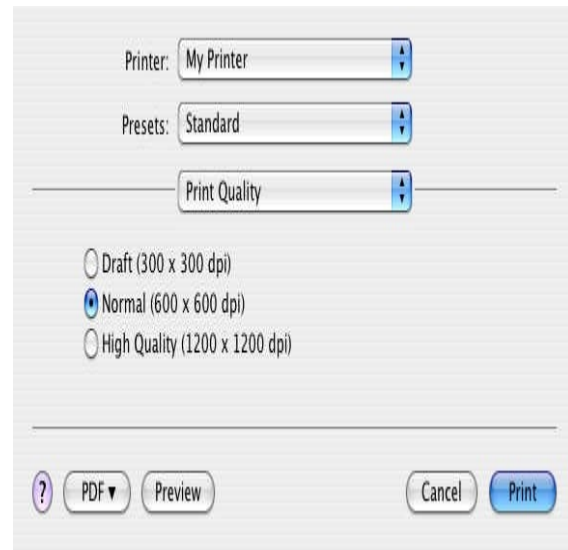 Printer: My Printer
Presets: Standard
Print Quality
Draft (300 x 300 dpi)
Normal (600 x 600 dpi)
High Quality (1200 x 1200 dpi)
? PDF ▼ Preview Cancel Print